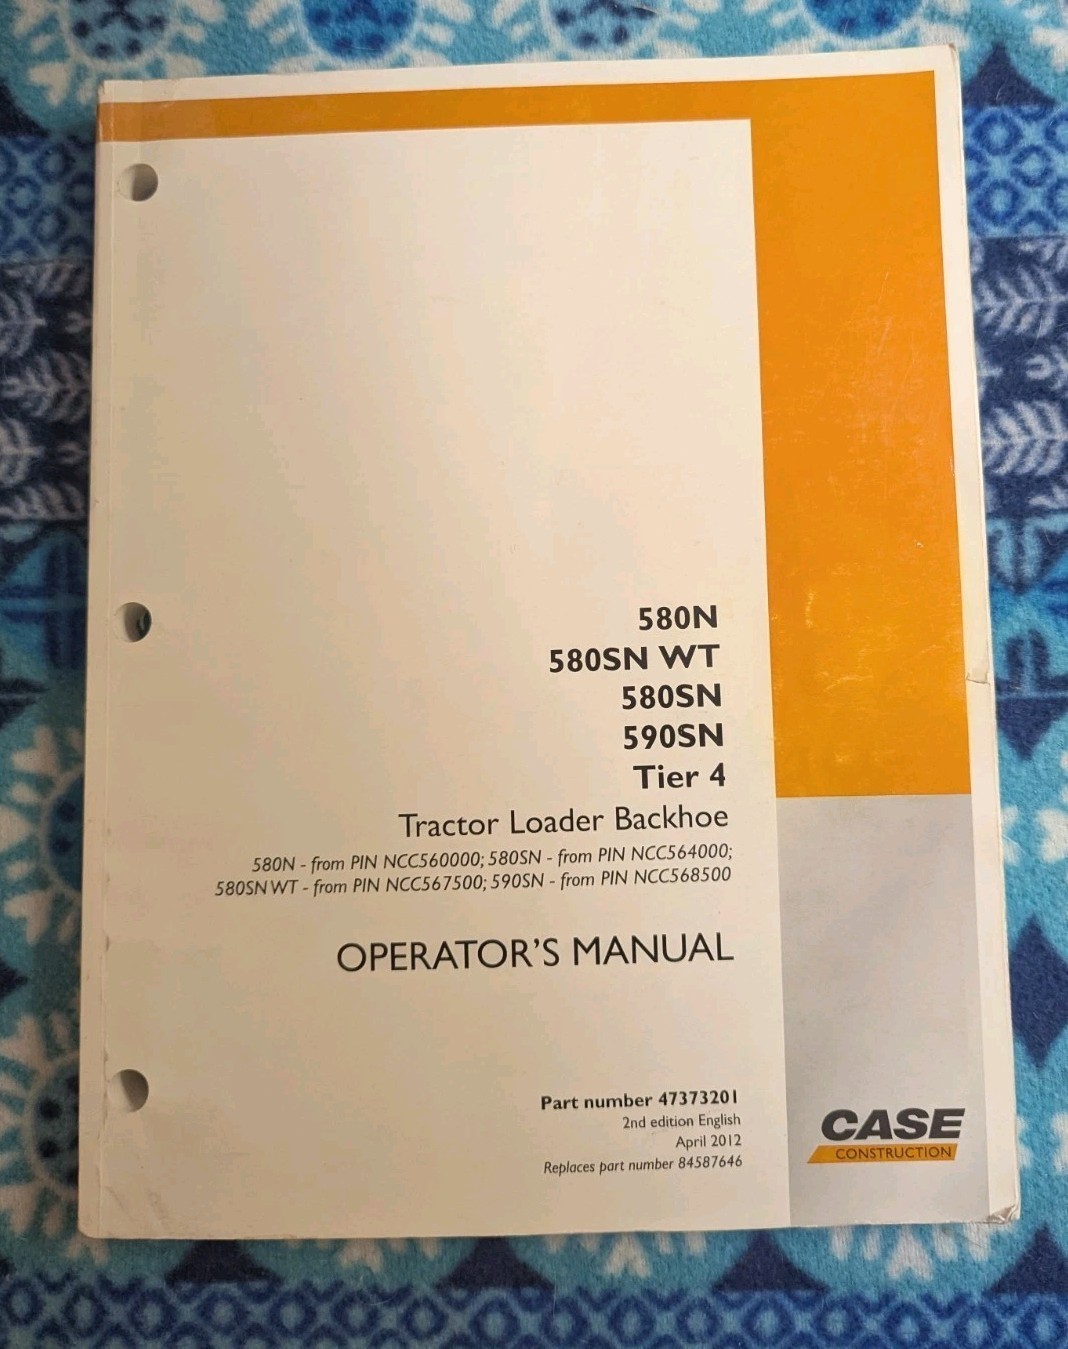 580N
580SN WT
580SN
590SN
Tier 4
Tractor Loader Backhoe
580N - from PIN NCC560000; 580SN - from PIN NCC564000;
580SN WT - from PIN NCC567500; 590SN - from PIN NCC568500
OPERATOR'S MANUAL
Part number 47373201
2nd edition English
April 2012
Replaces part number 84587646
CASE
CONSTRUCTION